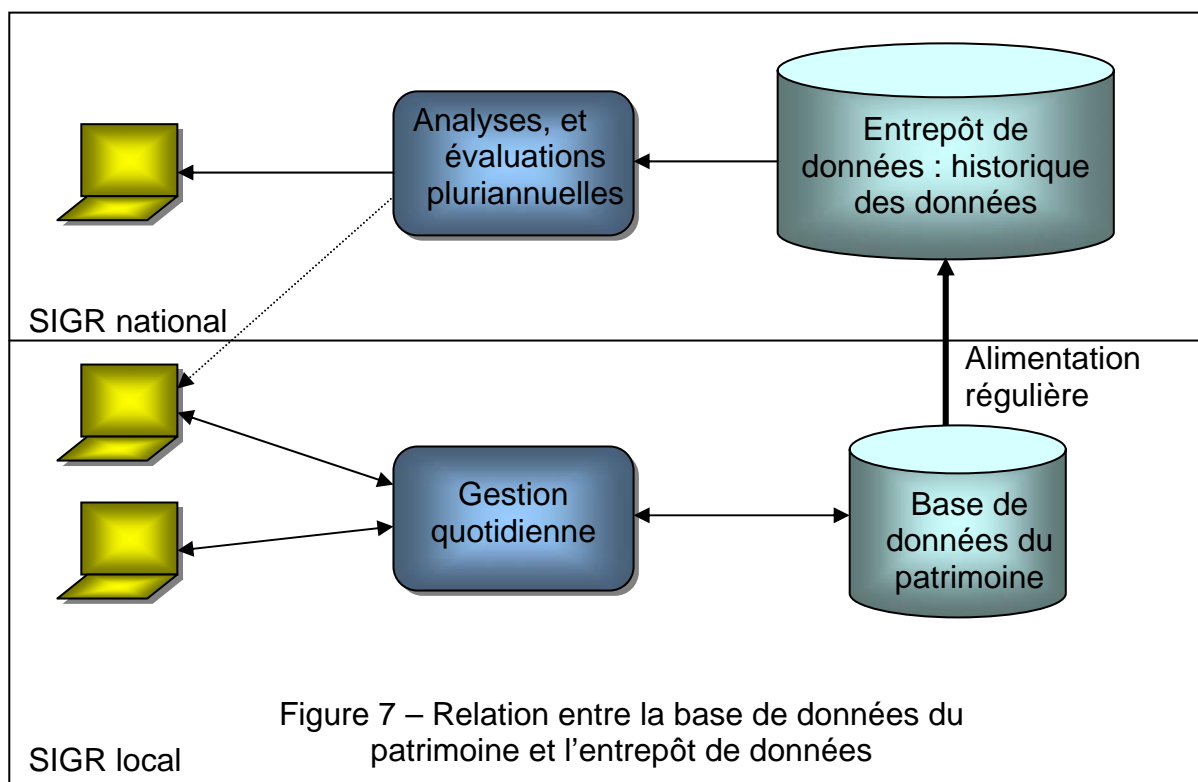 Analyses, et
évaluations
pluriannuelles
Entrepôt de
données : historique
des données
SIGR national
Alimentation
régulière
Gestion
quotidienne
Base de
données du
patrimoine
Figure 7 – Relation entre la base de données du
patrimoine et l’entrepôt de données
SIGR local